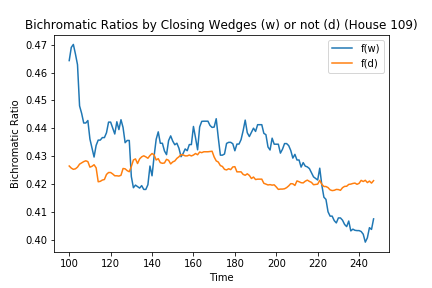 Bichromatic Ratios by Closing Wedges (w) or not (d) (House 109)
f(w)
f(d)
Bichromatic Ratio
0.47
0.46
0.45
0.44
0.43
0.42
0.41
0.40
100 120 140 160 180 200 220 240
Time